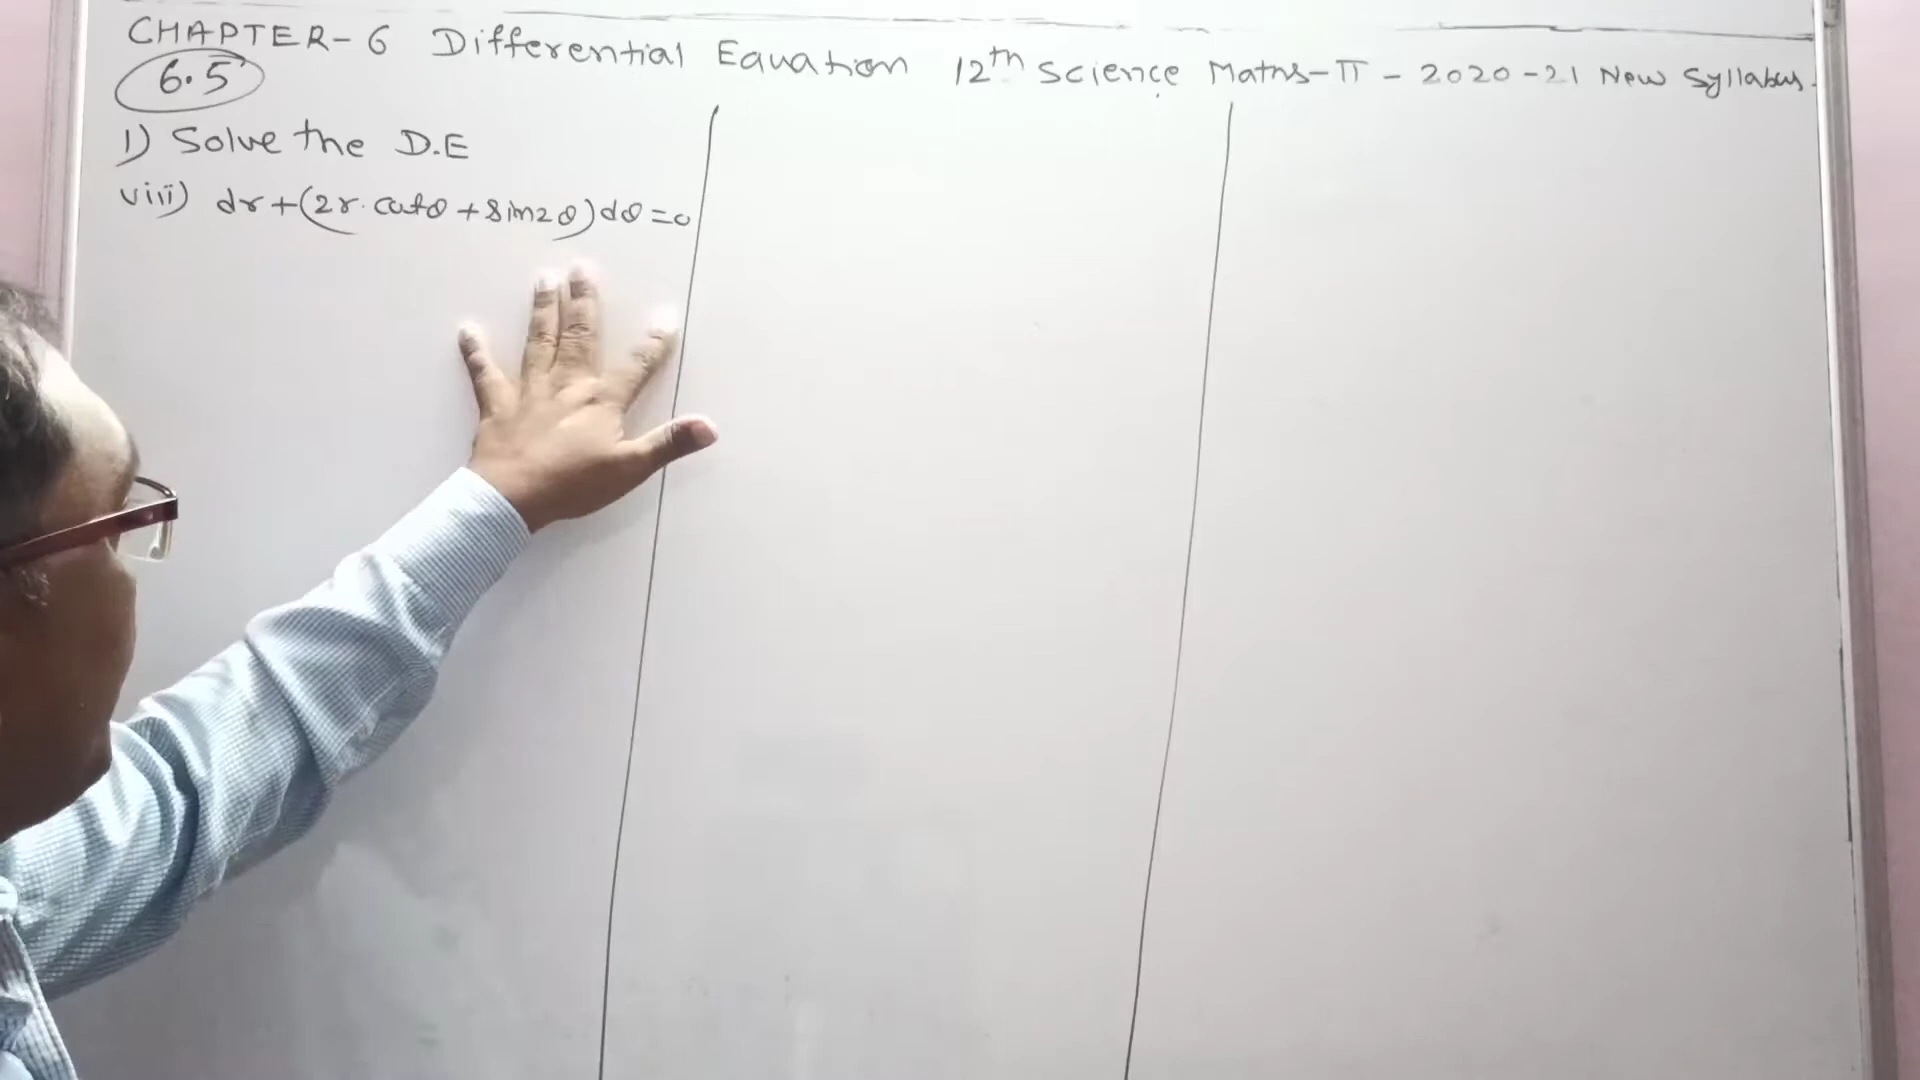 CHAPTER-6 Differential Equation 12th Science Maths-II - 2020-21 New Syllabus.
6.5
1) Solve the D.E
viii) dr+(2r.cotθ+sin2θ)dθ=0